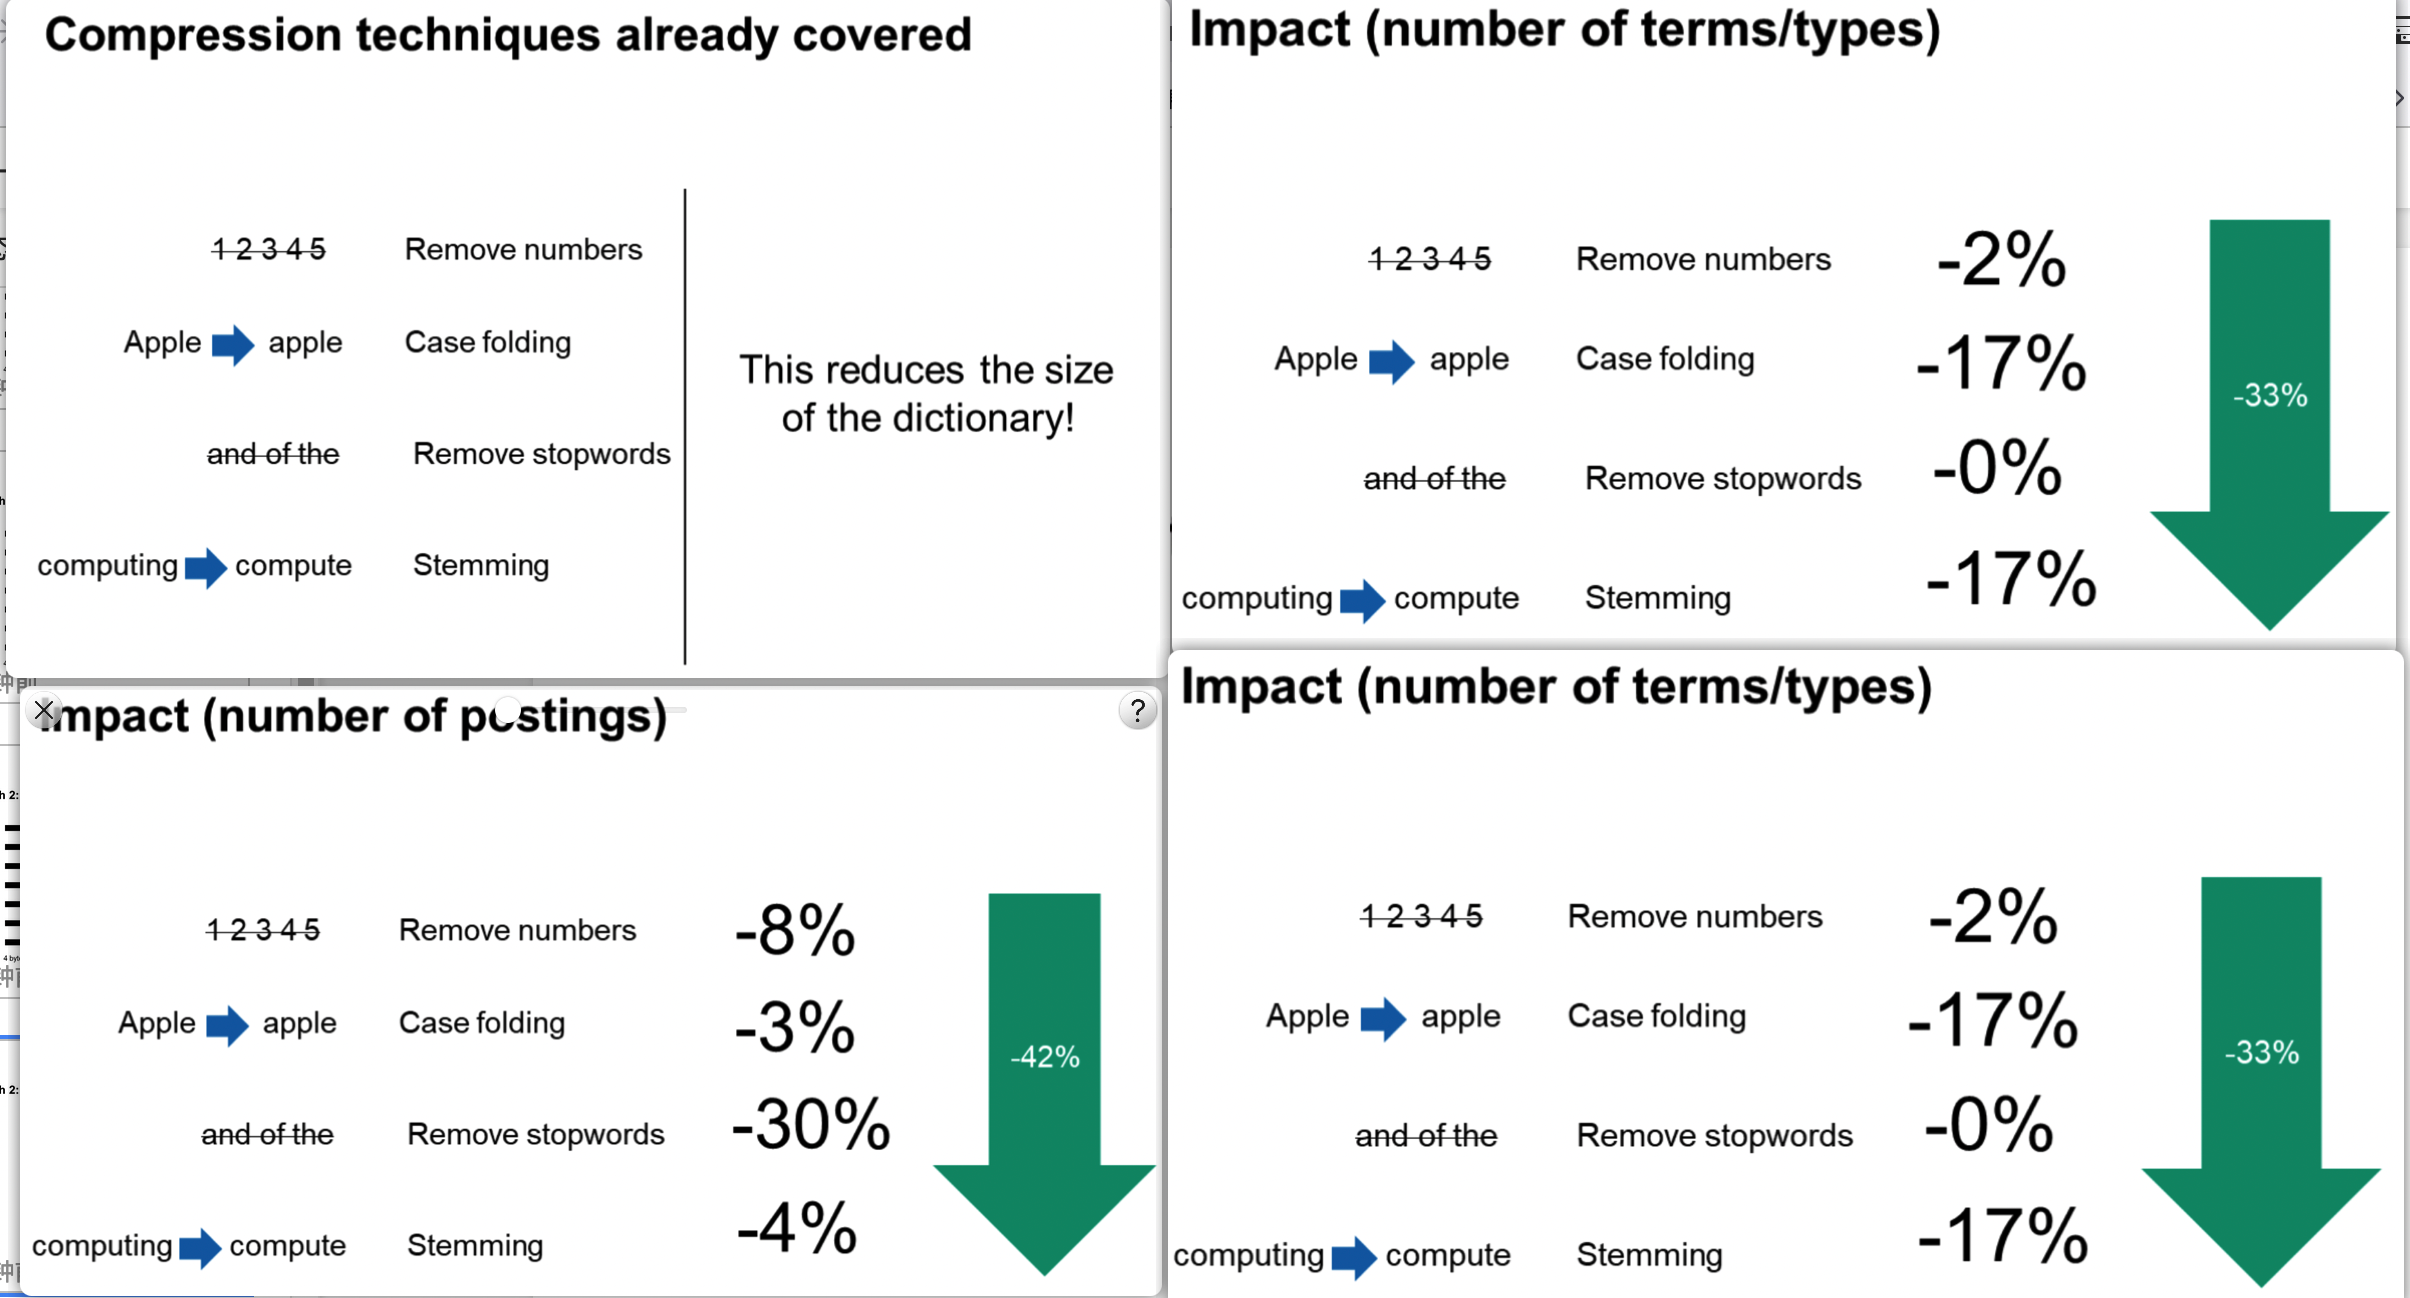 Compression techniques already covered
1 2 3 4 5 Remove numbers
Apple apple Case folding
and of the Remove stopwords
computing compute Stemming
This reduces the size
of the dictionary!
Impact (number of terms/types)
1 2 3 4 5 Remove numbers -2%
Apple apple Case folding -17%
and of the Remove stopwords -0%
computing compute Stemming -17%
-33%
Impact (number of postings)
?
1 2 3 4 5 Remove numbers -8%
Apple apple Case folding -3%
and of the Remove stopwords -30%
computing compute Stemming -4%
-42%
Impact (number of terms/types)
1 2 3 4 5 Remove numbers -2%
Apple apple Case folding -17%
and of the Remove stopwords -0%
computing compute Stemming -17%
-33%
h 2:
4 byt
h 2: